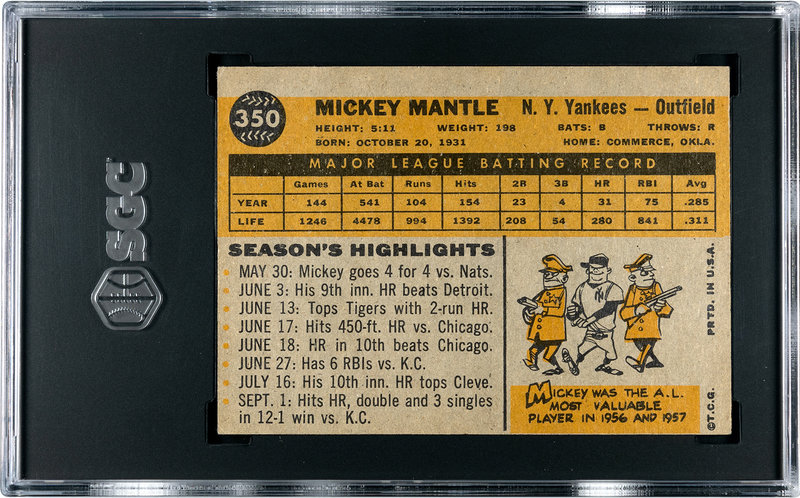 SGC
350
MICKEY MANTLE N. Y. Yankees — Outfield
HEIGHT: 5:11 WEIGHT: 198 BATS: B THROWS: R
BORN: OCTOBER 20, 1931 HOME: COMMERCE, OKLA.
MAJOR LEAGUE BATTING RECORD
Games At Bat Runs Hits 2B 3B HR RBI Avg
YEAR 144 541 104 154 23 4 31 75 .285
LIFE 1246 4478 994 1392 208 54 280 841 .311
SEASON'S HIGHLIGHTS
MAY 30: Mickey goes 4 for 4 vs. Nats.
JUNE 3: His 9th inn. HR beats Detroit.
JUNE 13: Tops Tigers with 2-run HR.
JUNE 17: Hits 450-ft. HR vs. Chicago.
JUNE 18: HR in 10th beats Chicago.
JUNE 27: Has 6 RBIs vs. K.C.
JULY 16: His 10th inn. HR tops Cleve.
SEPT. 1: Hits HR, double and 3 singles
in 12-1 win vs. K.C.
NY
MICKEY WAS THE A.L.
MOST VALUABLE
PLAYER IN 1956 AND 1957
©T.C.G. PRTD. IN U.S.A.